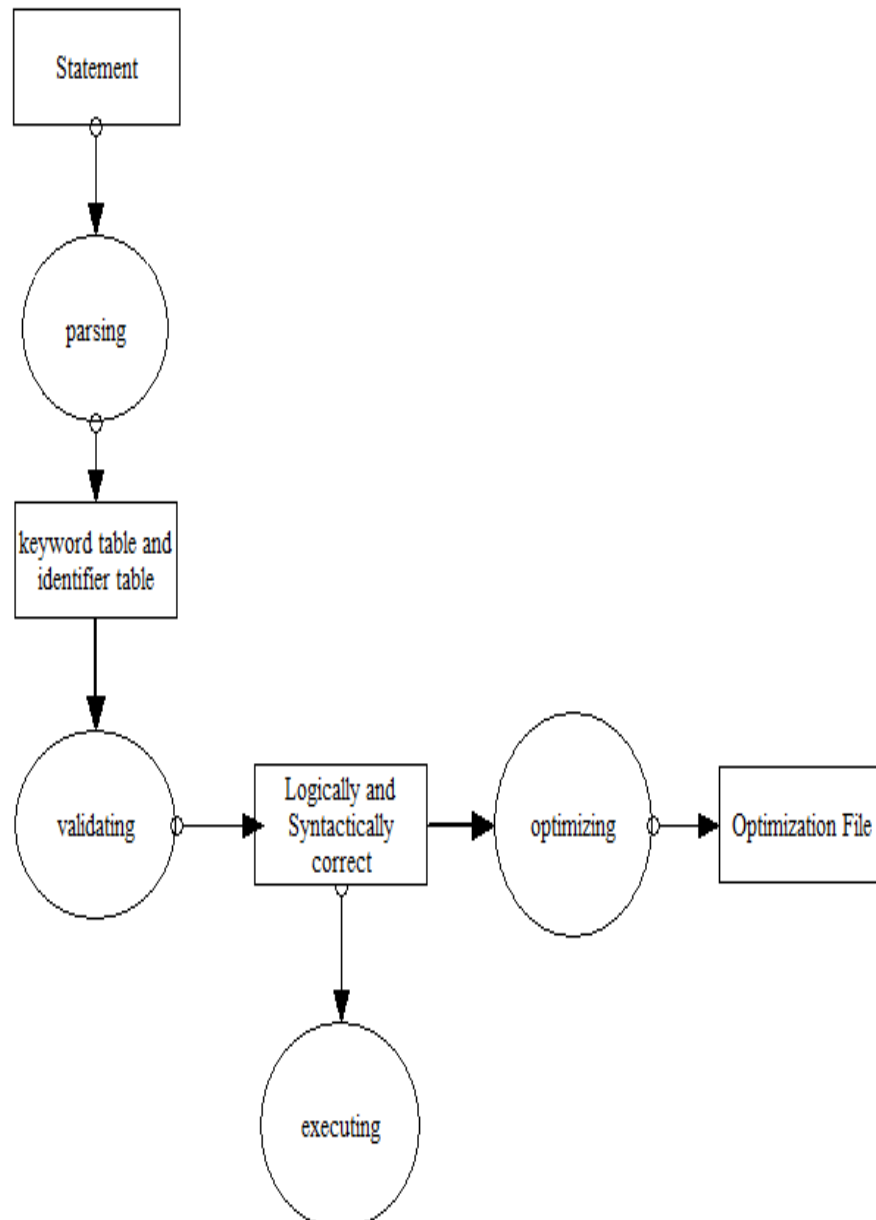 Statement
parsing
keyword table and
identifier table
validating
Logically and
Syntactically
correct
optimizing
Optimization File
executing